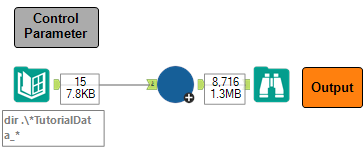 Control
Parameter
15
7.8KB
8,716
1.3MB
Output
dir .\*TutorialDat
a_*